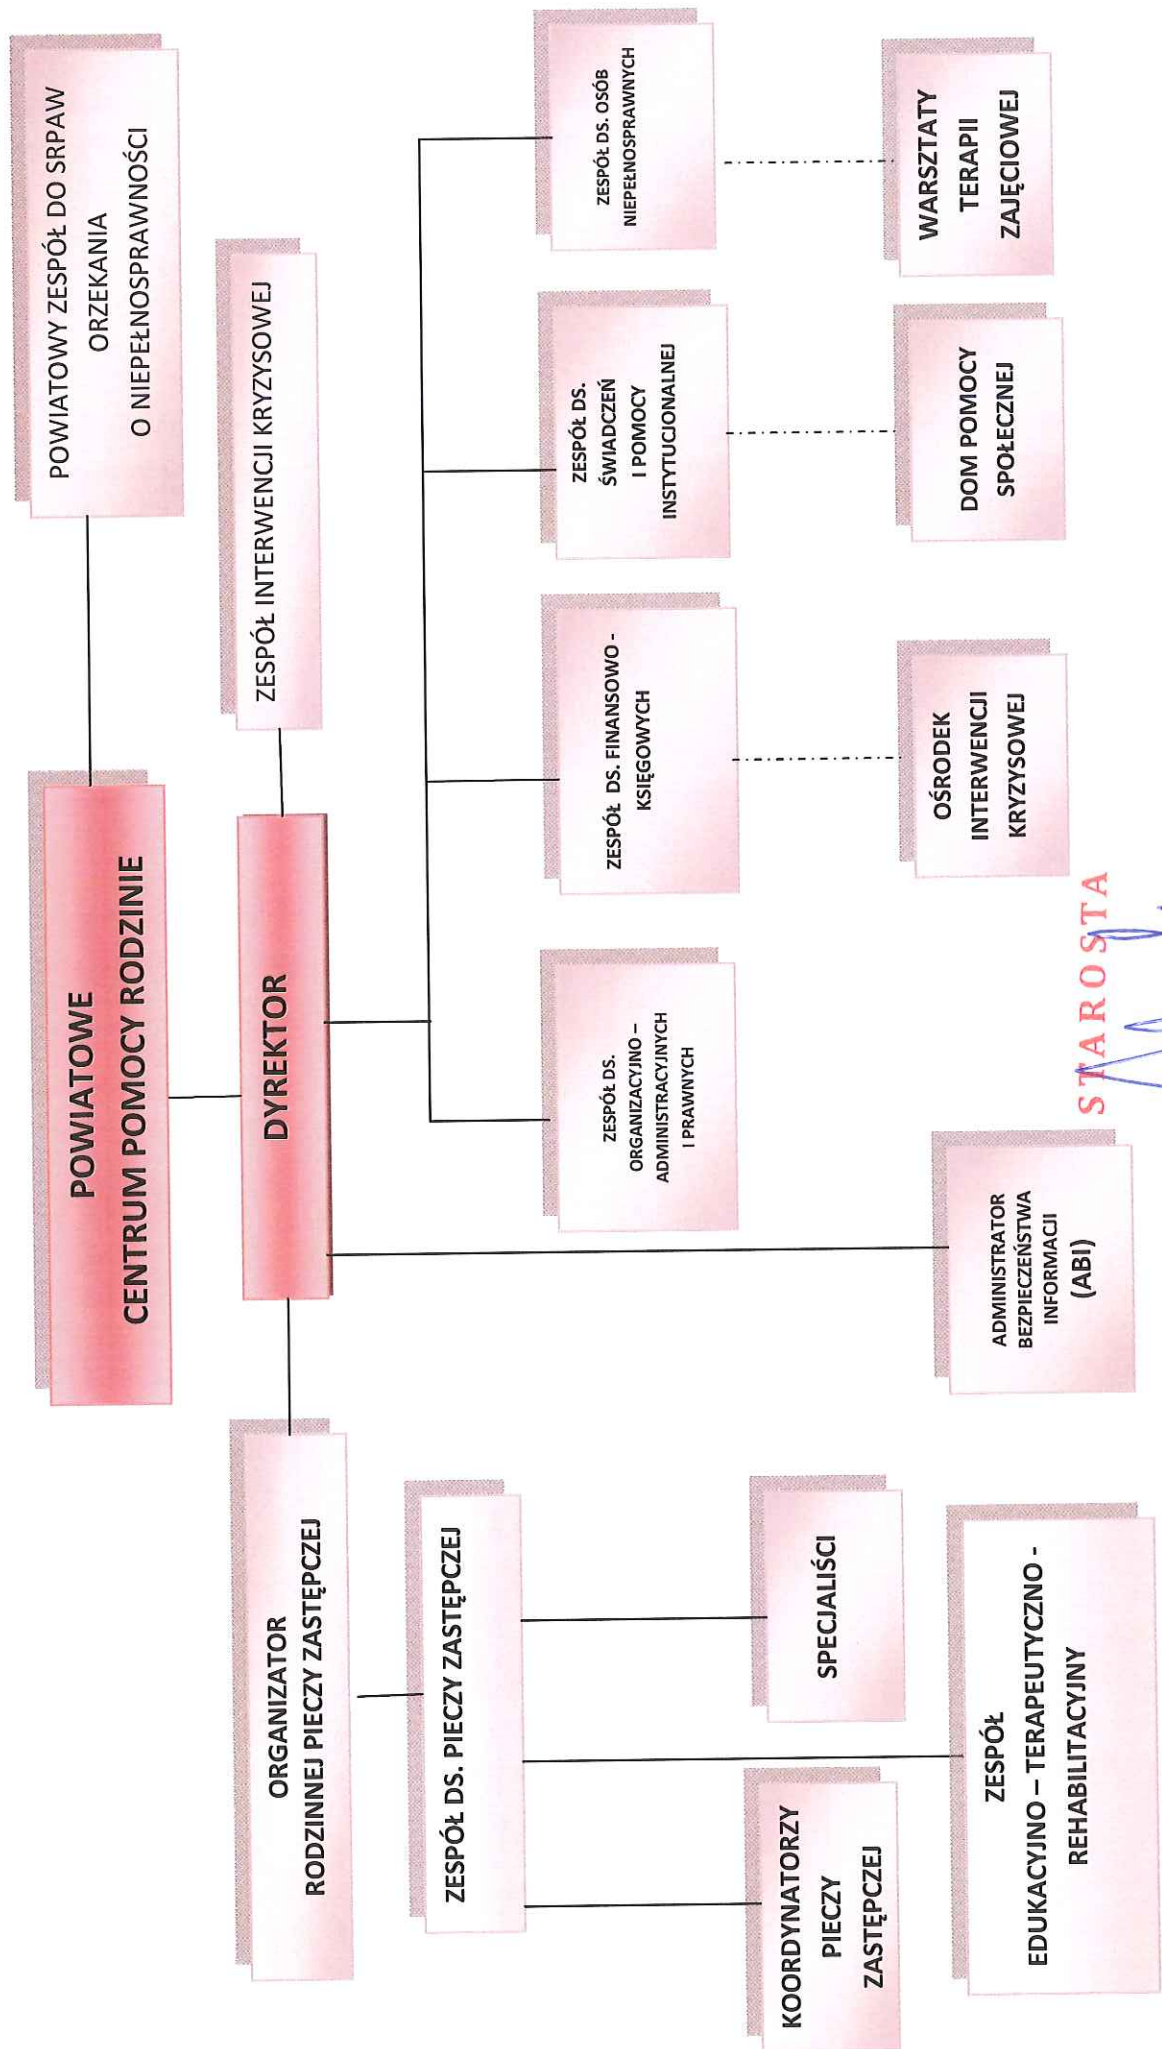 POWIATOWE
CENTRUM POMOCY RODZINIE
POWIATOWY ZESPÓŁ DO SRPAW
ORZEKANIA
O NIEPEŁNOSPRAWNOŚCI
ORGANIZATOR
RODZINNEJ PIECZY ZASTĘPCZEJ
DYREKTOR
ZESPÓŁ INTERWENCJI KRYZYSOWEJ
ZESPÓŁ DS. PIECZY ZASTĘPCZEJ
ZESPÓŁ DS.
ORGANIZACYJNO –
ADMINISTRACYJNYCH
I PRAWNYCH
ZESPÓŁ DS. FINANSOWO -
KSIĘGOWYCH
ZESPÓŁ DS.
ŚWIADCZEŃ
I POMOCY
INSTYTUCJONALNEJ
ZESPÓŁ DS. OSÓB
NIEPEŁNOSPRAWNYCH
KOORDYNATORZY
PIECZY
ZASTĘPCZEJ
SPECJALIŚCI
ZESPÓŁ
EDUKACYJNO – TERAPEUTYCZNO -
REHABILITACYJNY
ADMINISTRATOR
BEZPIECZEŃSTWA
INFORMACJI
(ABI)
OŚRODEK
INTERWENCJI
KRYZYSOWEJ
DOM POMOCY
SPOŁECZNEJ
WARSZTATY
TERAPII
ZAJĘCIOWEJ
STAROSTA